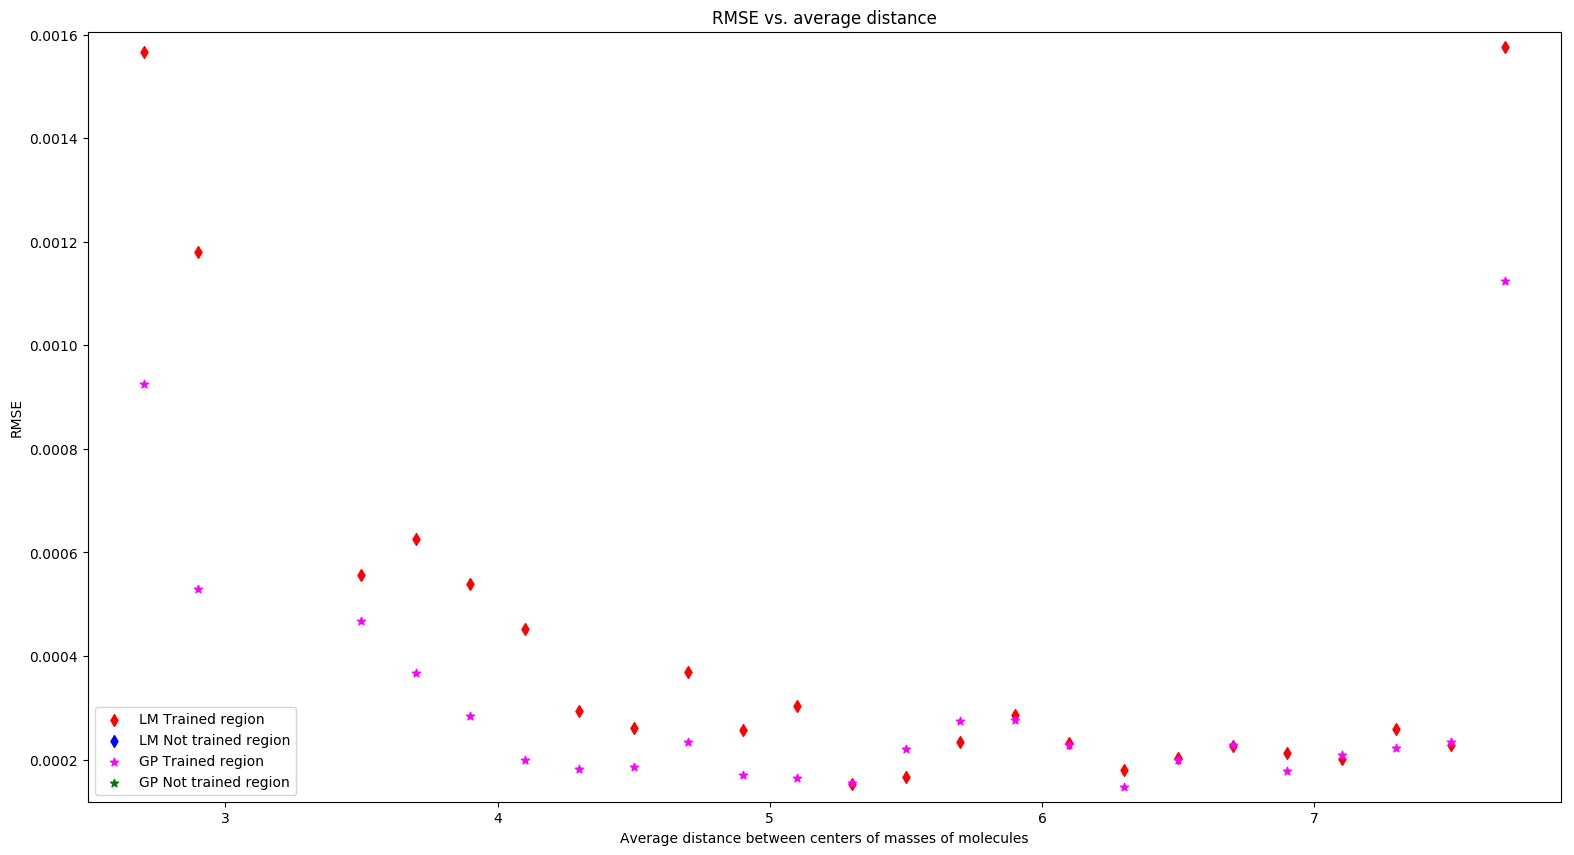 RMSE vs. average distance
0.0016
0.0014
0.0012
0.0010
0.0008
0.0006
0.0004
0.0002
RMSE
LM Trained region
LM Not trained region
GP Trained region
GP Not trained region
3
4
5
6
7
Average distance between centers of masses of molecules